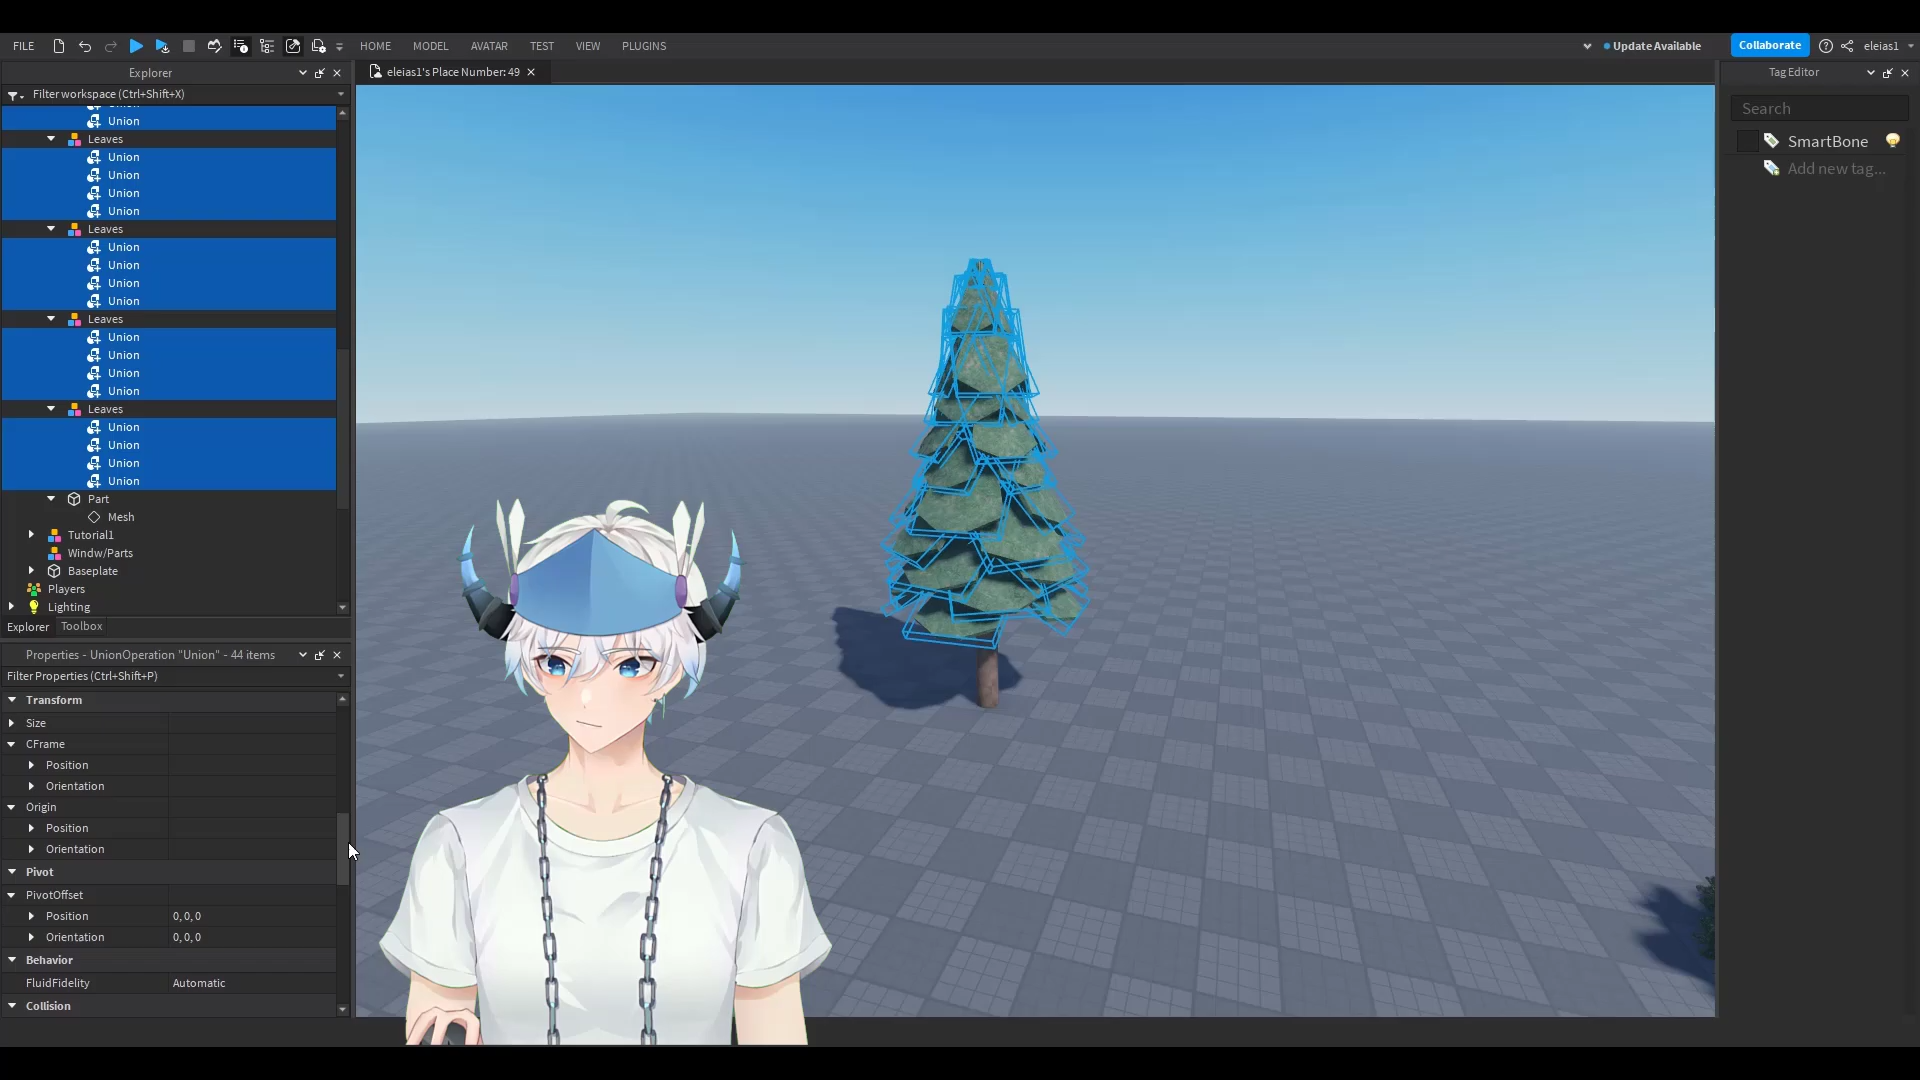 FILE
HOME
MODEL
AVATAR
TEST
VIEW
PLUGINS
Update Available
Collaborate
eleias1
Explorer
Filter workspace (Ctrl+Shift+X)
Union
Leaves
Union
Union
Union
Union
Leaves
Union
Union
Union
Union
Leaves
Union
Union
Union
Union
Leaves
Union
Union
Union
Union
Part
Mesh
Tutorial1
Windw/Parts
Baseplate
Players
Lighting
Explorer
Toolbox
Properties - UnionOperation "Union" - 44 items
Filter Properties (Ctrl+Shift+P)
Transform
Size
CFrame
Position
Orientation
Origin
Position
Orientation
Pivot
PivotOffset
Position 0, 0, 0
Orientation 0, 0, 0
Behavior
FluidFidelity Automatic
Collision
eleias1's Place Number: 49
Tag Editor
Search
SmartBone
Add new tag...